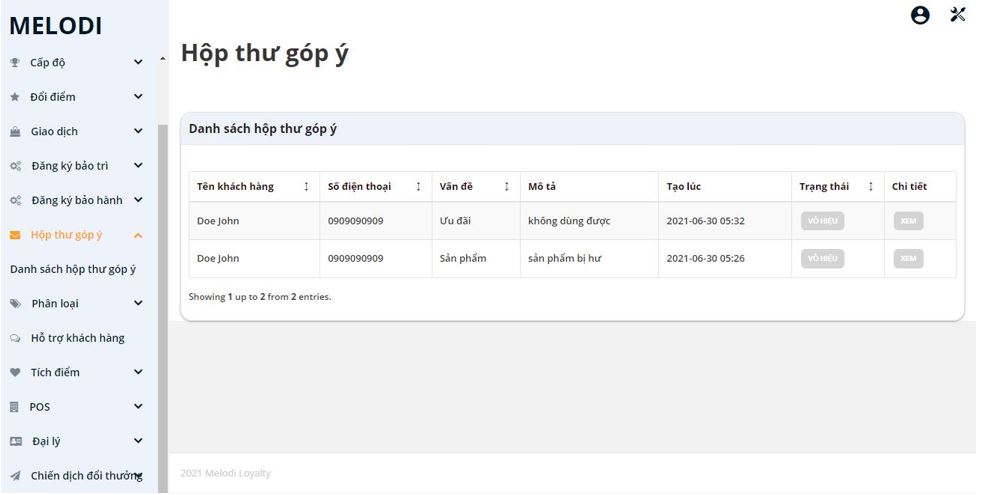 MELODI
Cấp độ
Đổi điểm
Giao dịch
Đăng ký bảo trì
Đăng ký bảo hành
Hộp thư góp ý
Danh sách hộp thư góp ý
Phân loại
Hỗ trợ khách hàng
Tích điểm
POS
Đại lý
Chiến dịch đổi thưởng
Hộp thư góp ý
Danh sách hộp thư góp ý
Tên khách hàng Số điện thoại Vấn đề Mô tả Tạo lúc Trạng thái Chi tiết
Doe John 0909090909 Ưu đãi không dùng được 2021-06-30 05:32 VÔ HIỆU XEM
Doe John 0909090909 Sản phẩm sản phẩm bị hư 2021-06-30 05:26 VÔ HIỆU XEM
Showing 1 up to 2 from 2 entries.
2021 Melodi Loyalty